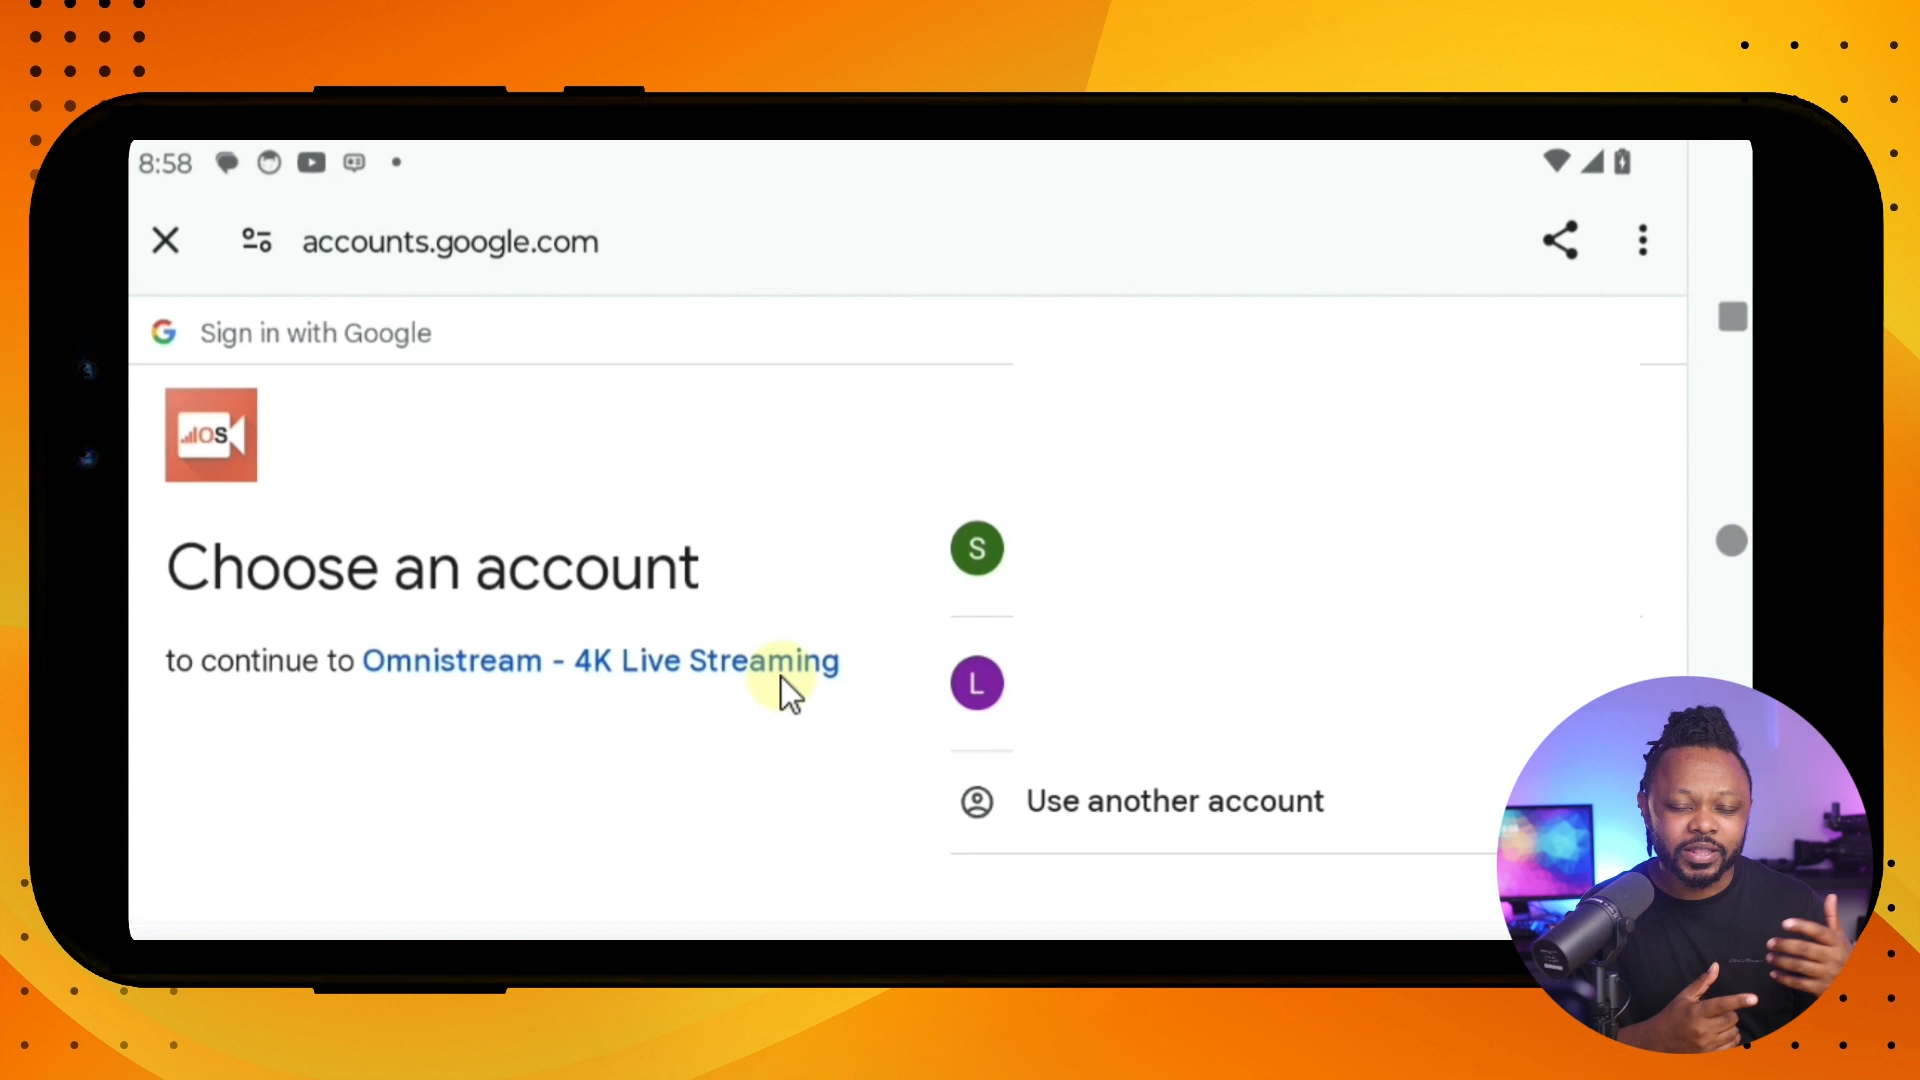 8:58
accounts.google.com
Sign in with Google
IOS
Choose an account
to continue to Omnistream - 4K Live Streaming
S
L
Use another account